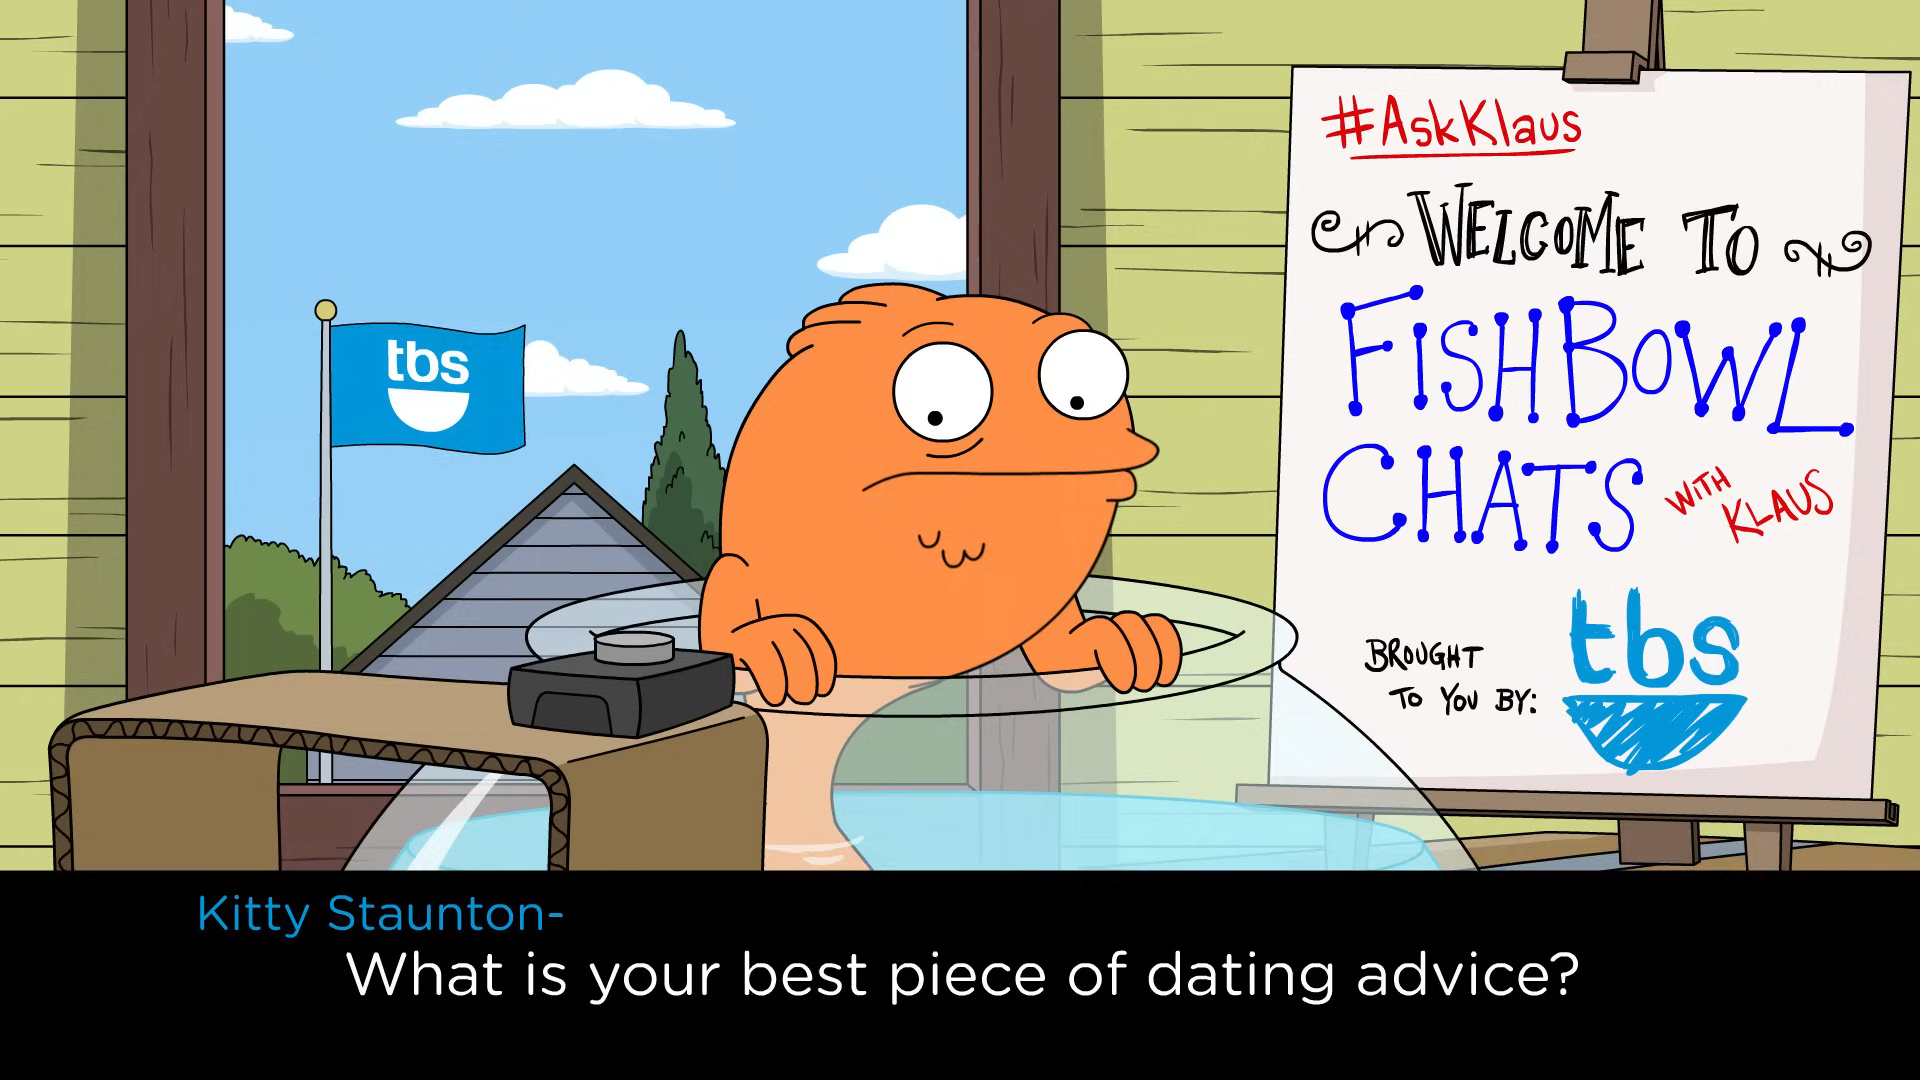 tbs
#AskKlaus
WELCOME TO
FISHBOWL
CHATS
WITH
KLAUS
BROUGHT
TO YOU BY:
tbs
Kitty Staunton-
What is your best piece of dating advice?